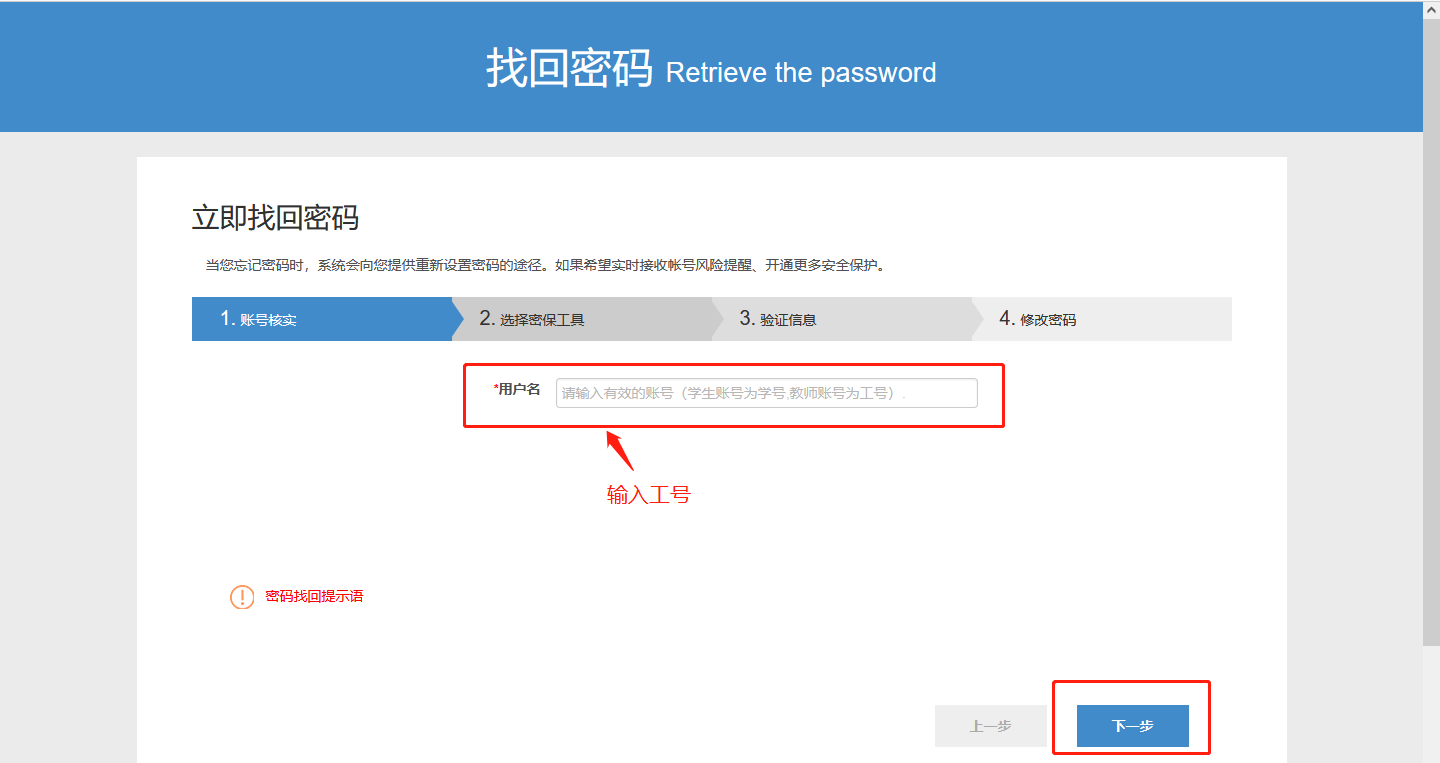 找回密码 Retrieve the password
立即找回密码
当您忘记密码时，系统会向您提供重新设置密码的途径。如果希望实时接收帐号风险提醒、开通更多安全保护。
1. 账号核实 2. 选择密保工具 3. 验证信息 4. 修改密码
*用户名 请输入有效的账号（学生账号为学号,教师账号为工号）.
输入工号
密码找回提示语
上一步 下一步